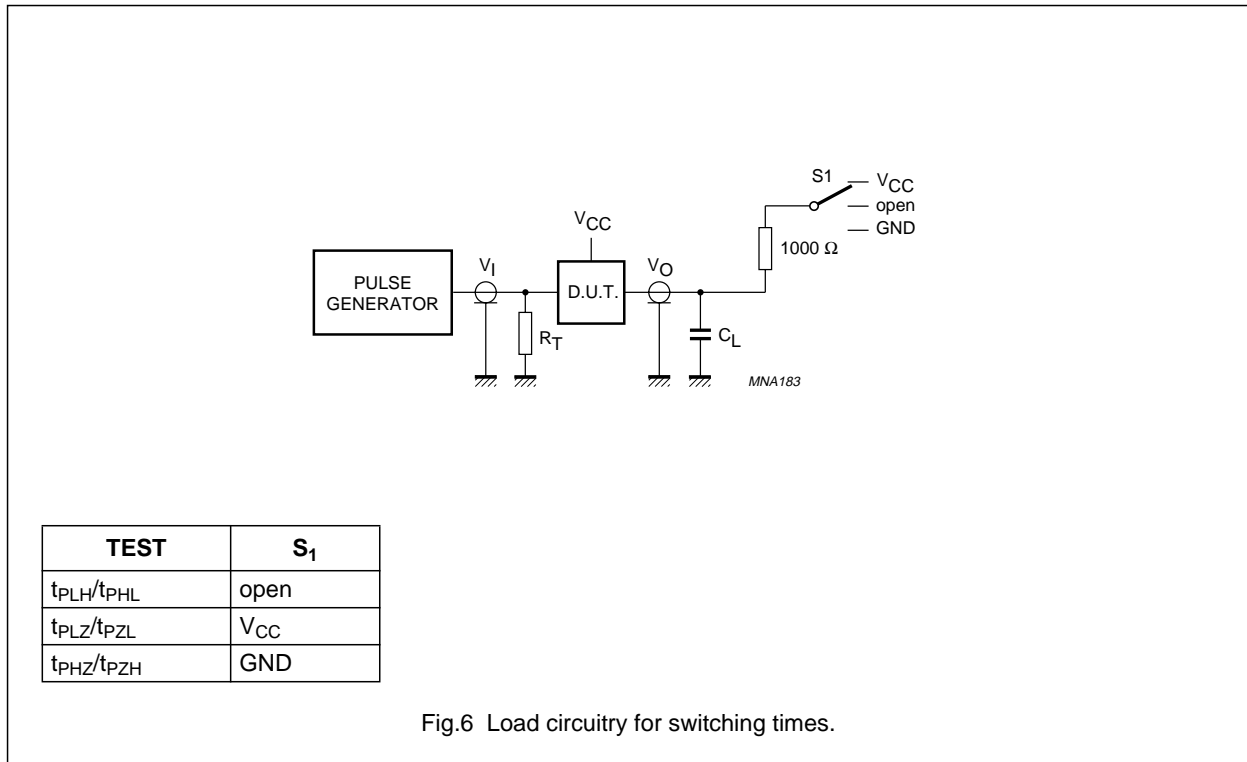 S1
VCC
open
GND
1000 Ω
VCC
PULSE
GENERATOR
VI
D.U.T.
VO
RT
CL
MNA183
TEST S1
tPLH/tPHL open
tPLZ/tPZL VCC
tPHZ/tPZH GND
Fig.6 Load circuitry for switching times.